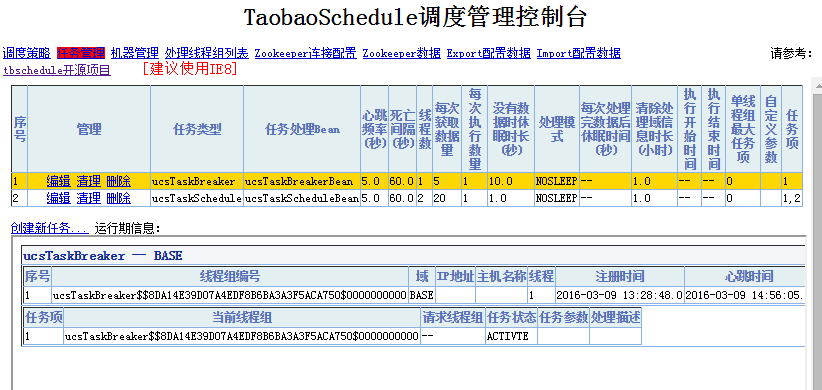 TaobaoSchedule调度管理控制台
调度策略 任务管理 机器管理 处理线程组列表 Zookeeper连接配置 Zookeeper数据 Export配置数据 Import配置数据 请参考：
tbschedule开源项目 [建议使用IE8]
序号 管理 任务类型 任务处理Bean 心跳频率(秒) 死亡间隔(秒) 线程数 每次获取数据量 每次执行数量 没有数据时休眠时长(秒) 处理模式 每次处理完数据后休眠时间(秒) 清除处理域信息时长(小时) 执行开始时间 执行结束时间 单线程组最大任务项 自定义参数 任务项
1 编辑 清理 删除 ucsTaskBreaker ucsTaskBreakerBean 5.0 60.0 1 5 1 10.0 NOSLEEP -- 1.0 -- -- 0 1
2 编辑 清理 删除 ucsTaskSchedule ucsTaskScheduleBean 5.0 60.0 2 20 1 1.0 NOSLEEP -- 1.0 -- -- 0 1,2
创建新任务... 运行期信息：
ucsTaskBreaker -- BASE
序号 线程组编号 域 IP地址 主机名称 线程 注册时间 心跳时间
1 ucsTaskBreaker$$8DA14E39D07A4EDF8B6BA3A3F5ACA750$0000000000 BASE 1 2016-03-09 13:28:48.0 2016-03-09 14:56:05.
任务项 当前线程组 请求线程组 任务状态 任务参数 处理描述
1 ucsTaskBreaker$$8DA14E39D07A4EDF8B6BA3A3F5ACA750$0000000000 -- ACTIVTE